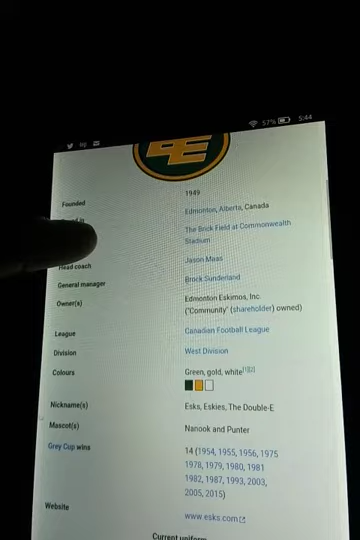 57% 5:44
EE
Founded 1949
d in Edmonton, Alberta, Canada
The Brick Field at Commonwealth
Stadium
Head coach Jason Maas
General manager Brock Sunderland
Owner(s) Edmonton Eskimos, Inc.
("Community" (shareholder) owned)
League Canadian Football League
Division West Division
Colours Green, gold, white[1][2]
Nickname(s) Esks, Eskies, The Double-E
Mascot(s) Nanook and Punter
Grey Cup wins 14 (1954, 1955, 1956, 1975
1978, 1979, 1980, 1981
1982, 1987, 1993, 2003,
2005, 2015)
Website www.esks.com
Current uniform